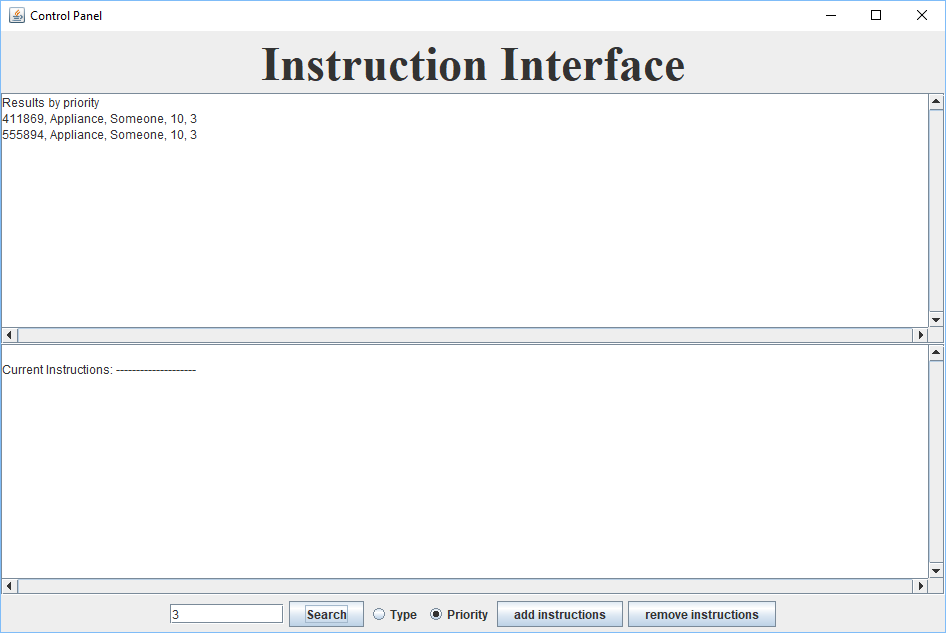 Control Panel
Instruction Interface
Results by priority
411869, Appliance, Someone, 10, 3
555894, Appliance, Someone, 10, 3
Current Instructions: --------------------
3 Search Type Priority add instructions remove instructions